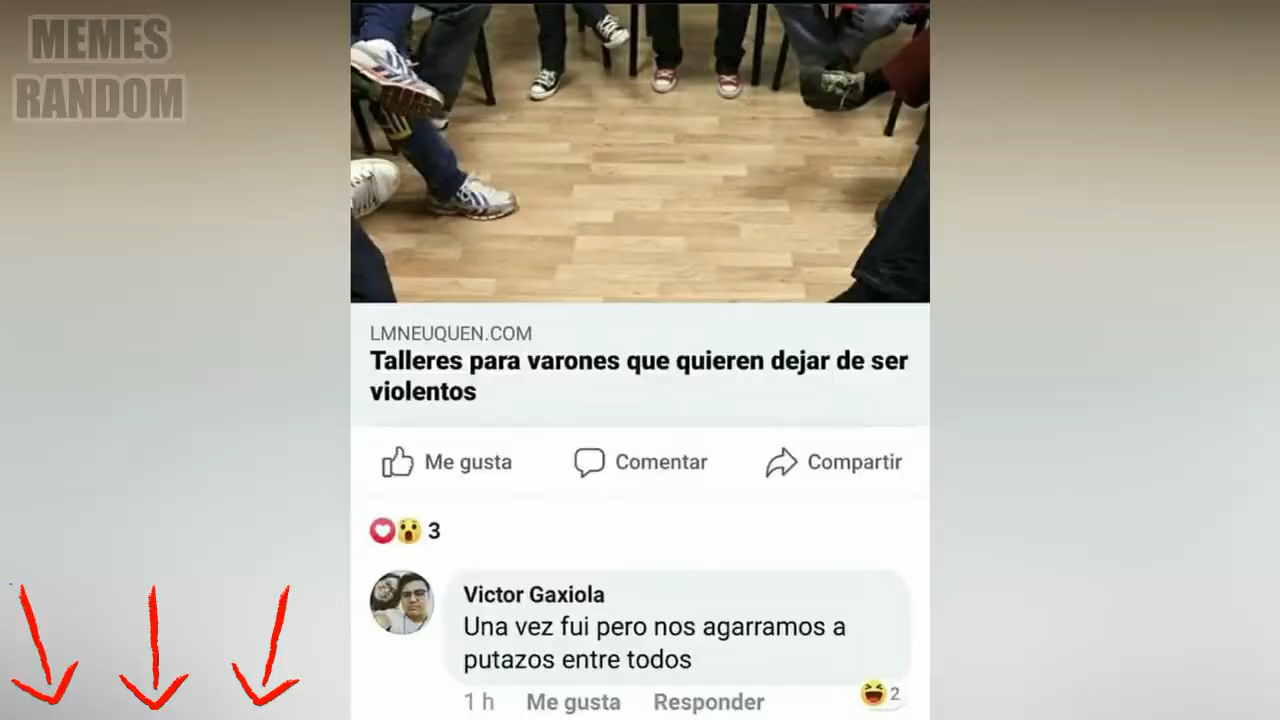 MEMES
RANDOM
LMNEUQUEN.COM
Talleres para varones que quieren dejar de ser
violentos
Me gusta Comentar Compartir
3
Victor Gaxiola
Una vez fui pero nos agarramos a
putazos entre todos
1 h Me gusta Responder 2